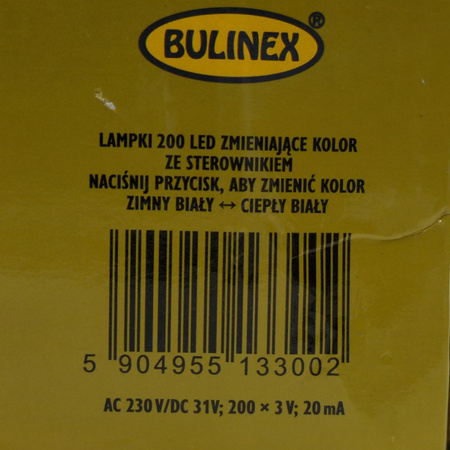 BULINEX®
LAMPKI 200 LED ZMIENIAJĄCE KOLOR
ZE STEROWNIKIEM
NACIŚNIJ PRZYCISK, ABY ZMIENIĆ KOLOR
ZIMNY BIAŁY ↔ CIEPŁY BIAŁY
5 904955 133002
AC 230 V/DC 31V; 200 × 3 V; 20 mA